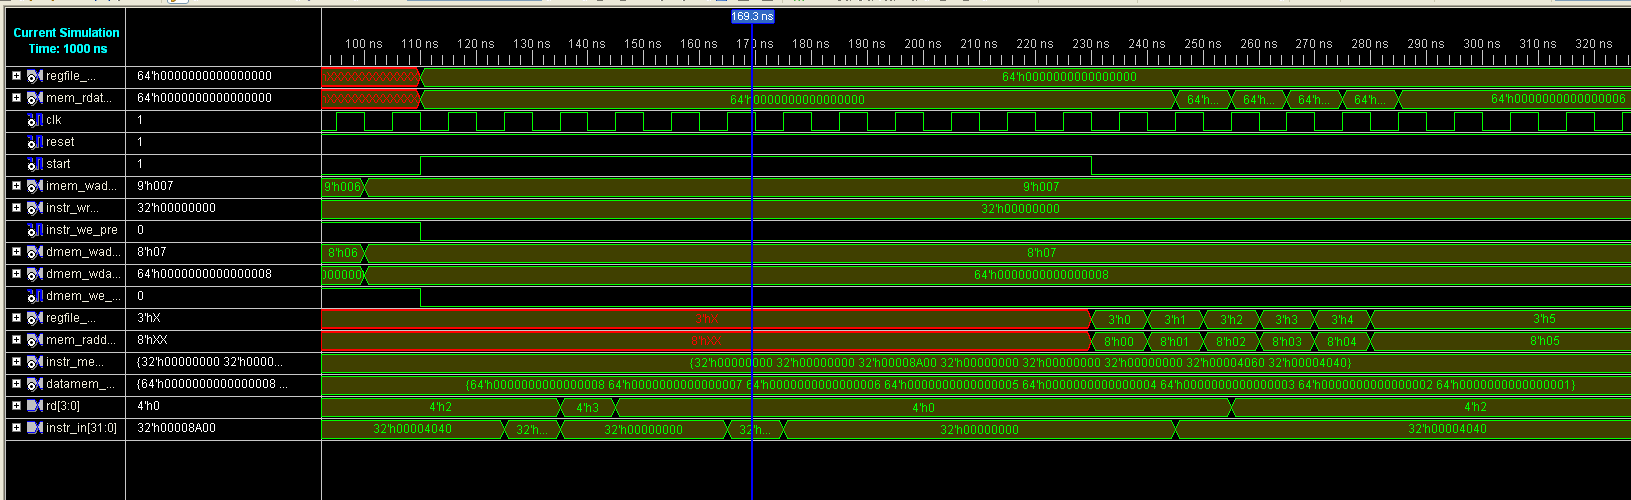 169.3 ns
Current Simulation
Time: 1000 ns
100 ns 110 ns 120 ns 130 ns 140 ns 150 ns 160 ns 170 ns 180 ns 190 ns 200 ns 210 ns 220 ns 230 ns 240 ns 250 ns 260 ns 270 ns 280 ns 290 ns 300 ns 310 ns 320 ns
regfile_... 64'h0000000000000000 64'h0000000000000000
mem_rdat... 64'h0000000000000000 64'h0000000000000000 64'h... 64'h... 64'h... 64'h... 64'h0000000000000006
clk 1
reset 1
start 1
imem_wad... 9'h007 9'h006 9'h007
instr_wr... 32'h00000000 32'h00000000
instr_we_pre 0
dmem_wad... 8'h07 8'h06 8'h07
dmem_wda... 64'h0000000000000008 64'h0000000000000008
dmem_we_... 0
regfile_... 3'hX 3'hX 3'h0 3'h1 3'h2 3'h3 3'h4 3'h5
mem_radd... 8'hXX 8'hXX 8'h00 8'h01 8'h02 8'h03 8'h04 8'h05
instr_me... {32'h00000000 32'h0000... {32'h00000000 32'h00000000 32'h00008A00 32'h00000000 32'h00000000 32'h00000000 32'h00004060 32'h00004040}
datamem_... {64'h0000000000000008 ... {64'h0000000000000008 64'h0000000000000007 64'h0000000000000006 64'h0000000000000005 64'h0000000000000004 64'h0000000000000003 64'h0000000000000002 64'h0000000000000001}
rd[3:0] 4'h0 4'h2 4'h3 4'h0 4'h2
instr_in[31:0] 32'h00008A00 32'h00004040 32'h... 32'h00000000 32'h... 32'h00000000 32'h00004040